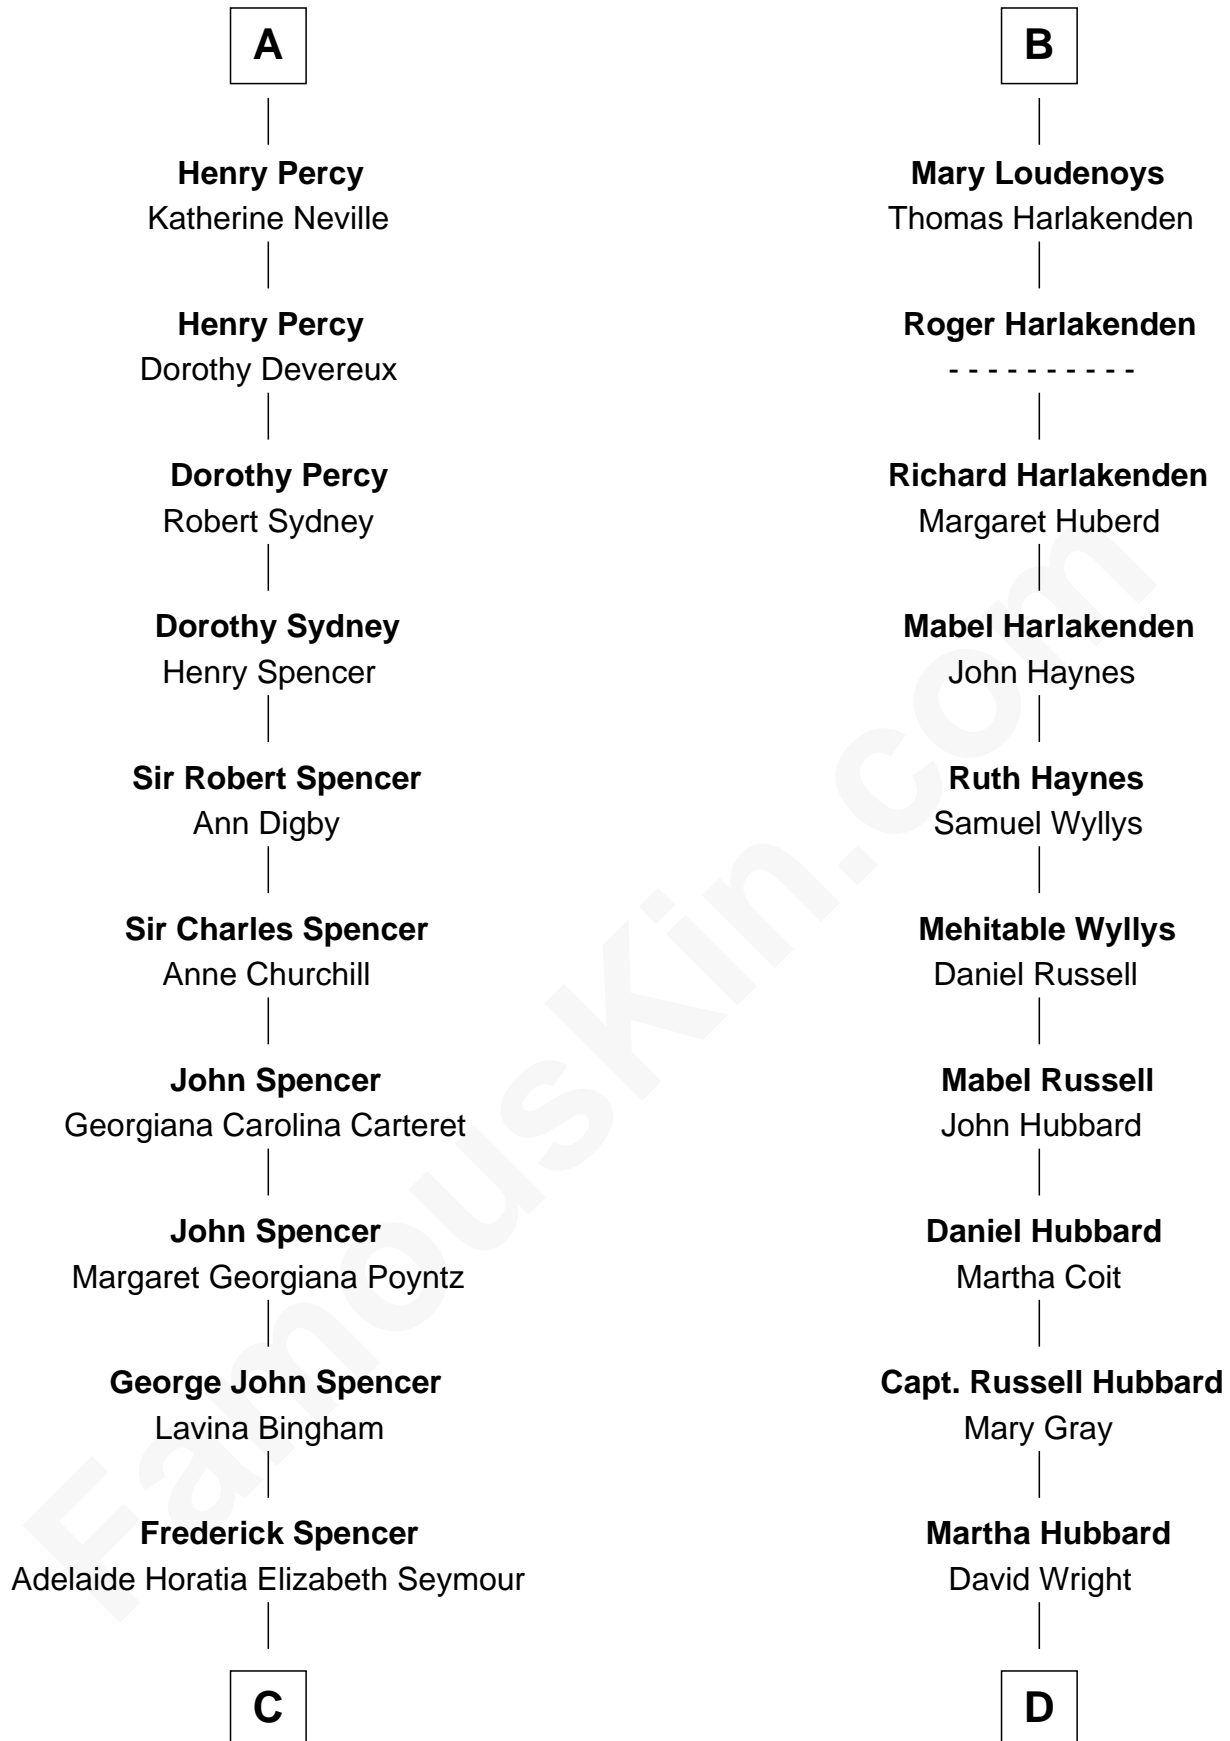 A
Henry Percy
Katherine Neville
Henry Percy
Dorothy Devereux
Dorothy Percy
Robert Sydney
Dorothy Sydney
Henry Spencer
Sir Robert Spencer
Ann Digby
Sir Charles Spencer
Anne Churchill
John Spencer
Georgiana Carolina Carteret
John Spencer
Margaret Georgiana Poyntz
George John Spencer
Lavina Bingham
Frederick Spencer
Adelaide Horatia Elizabeth Seymour
C
B
Mary Loudenoys
Thomas Harlakenden
Roger Harlakenden
- - - - - - - - - -
Richard Harlakenden
Margaret Huberd
Mabel Harlakenden
John Haynes
Ruth Haynes
Samuel Wyllys
Mehitable Wyllys
Daniel Russell
Mabel Russell
John Hubbard
Daniel Hubbard
Martha Coit
Capt. Russell Hubbard
Mary Gray
Martha Hubbard
David Wright
D
FamousKin.com